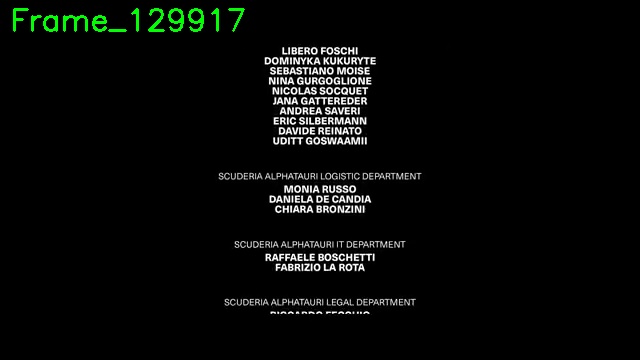 Frame_129917
LIBERO FOSCHI
DOMINYKA KUKURYTE
SEBASTIANO MOISE
NINA GURGOGLIONE
NICOLAS SOCQUET
JANA GATTEREDER
ANDREA SAVERI
ERIC SILBERMANN
DAVIDE REINATO
UDITT GOSWAAMII
SCUDERIA ALPHATAURI LOGISTIC DEPARTMENT
MONIA RUSSO
DANIELA DE CANDIA
CHIARA BRONZINI
SCUDERIA ALPHATAURI IT DEPARTMENT
RAFFAELE BOSCHETTI
FABRIZIO LA ROTA
SCUDERIA ALPHATAURI LEGAL DEPARTMENT